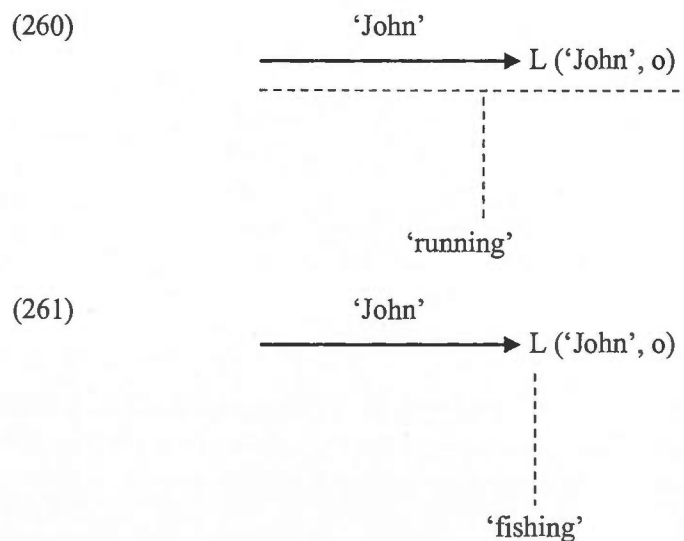 (260)
‘John’
L (‘John’, o)
‘running’
(261)
‘John’
L (‘John’, o)
‘fishing’